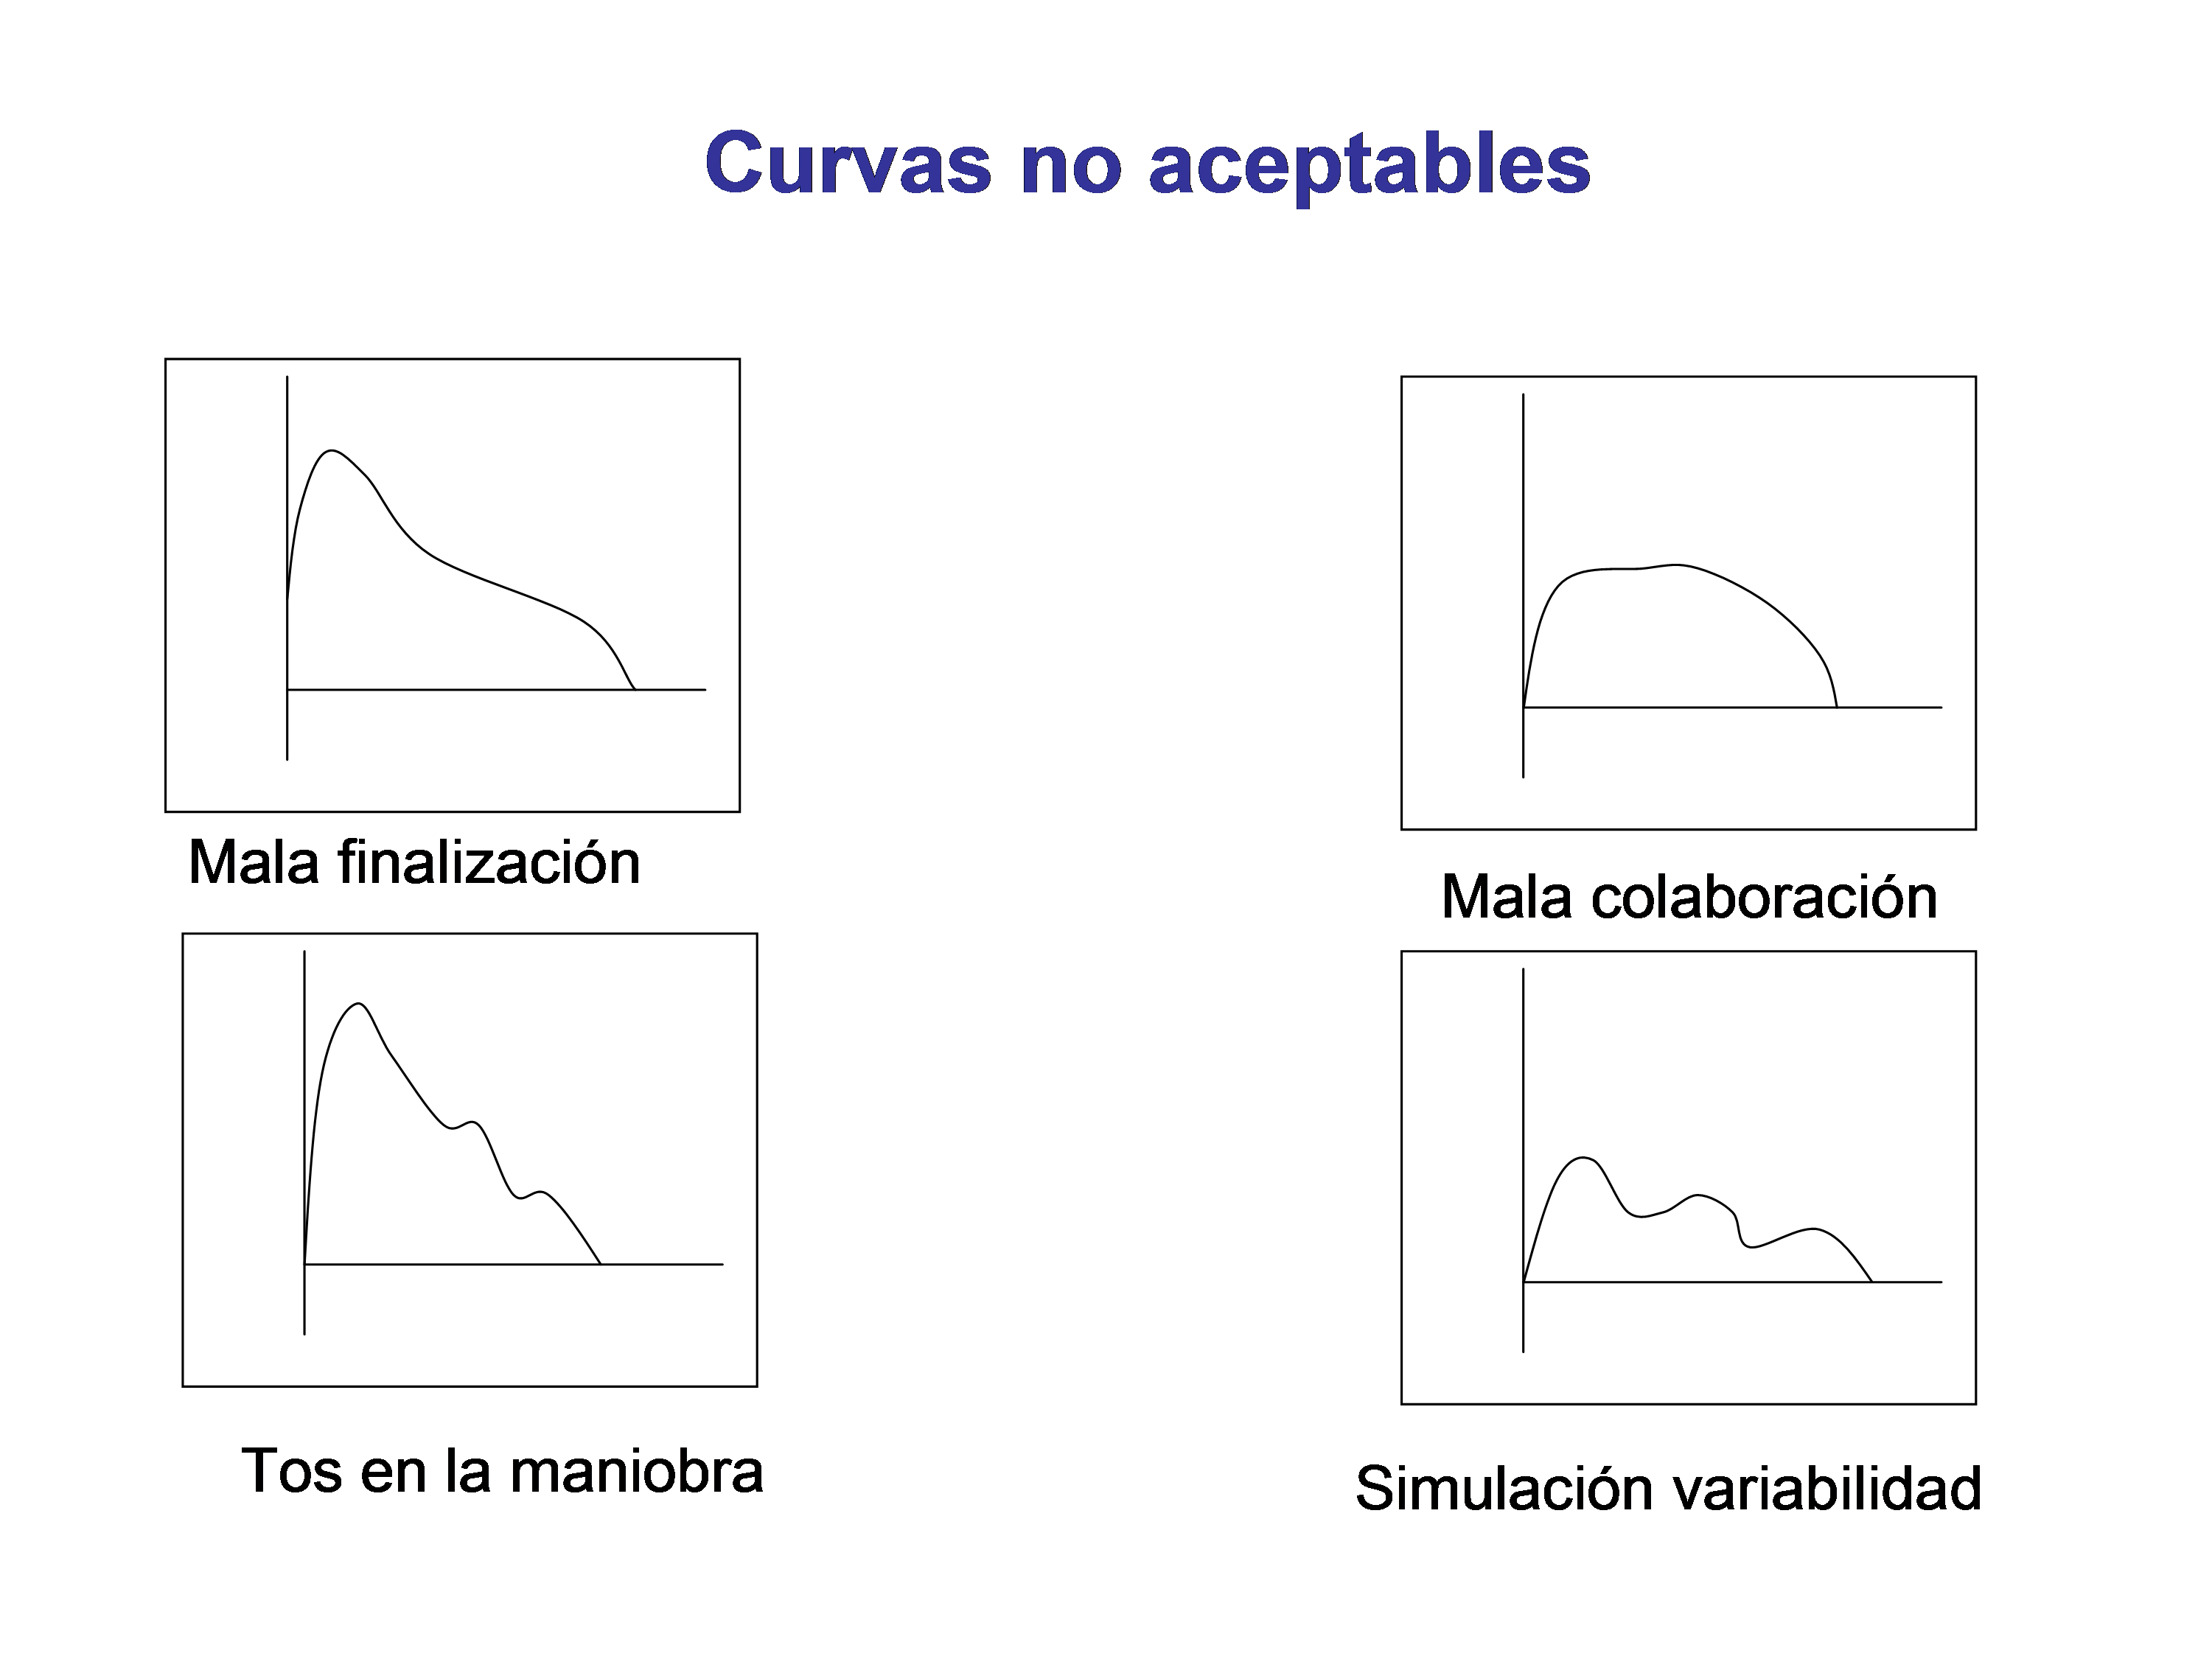 Curvas no aceptables
Mala finalización
Mala colaboración
Tos en la maniobra
Simulación variabilidad